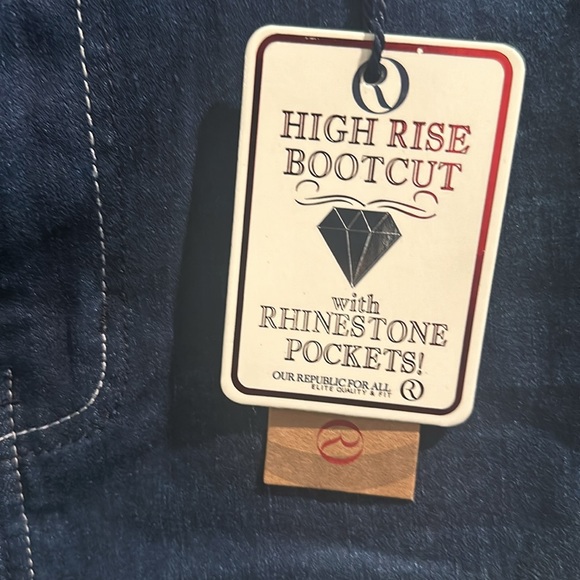 HIGH RISE
BOOTCUT
with
RHINESTONE
POCKETS!
OUR REPUBLIC FOR ALL
ELITE QUALITY & FIT